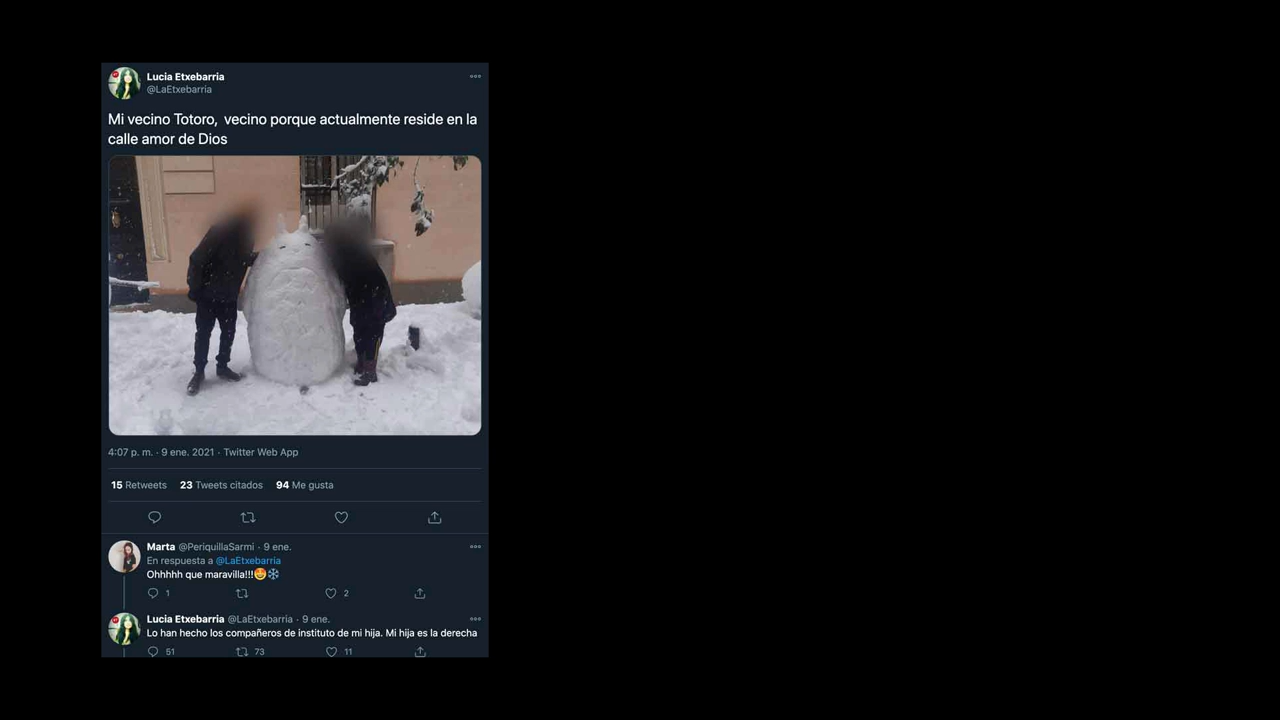 Lucia Etxebarria
@LaEtxebarria
Mi vecino Totoro,  vecino porque actualmente reside en la
calle amor de Dios
4:07 p. m. · 9 ene. 2021 · Twitter Web App
15 Retweets 23 Tweets citados 94 Me gusta
Marta @PeriquillaSarmi · 9 ene.
En respuesta a @LaEtxebarria
Ohhhhh que maravilla!!!🤩❄️
1 2
Lucia Etxebarria @LaEtxebarria · 9 ene.
Lo han hecho los compañeros de instituto de mi hija. Mi hija es la derecha
51 73 11